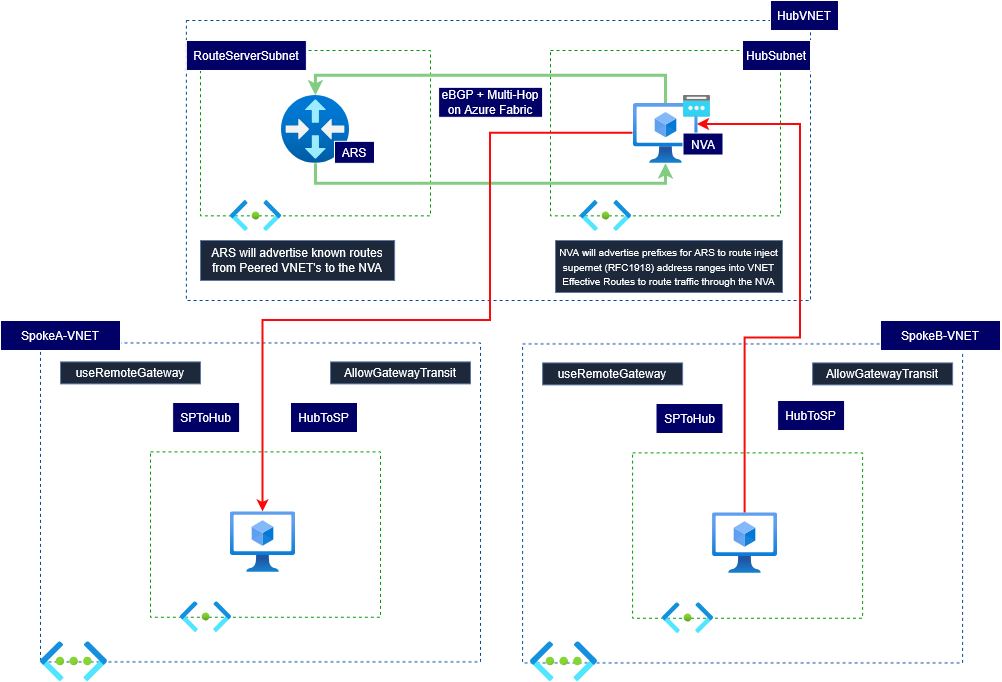 HubVNET
RouteServerSubnet
HubSubnet
eBGP + Multi-Hop
on Azure Fabric
ARS
NVA
ARS will advertise known routes
from Peered VNET's to the NVA
NVA will advertise prefixes for ARS to route inject
supernet (RFC1918) address ranges into VNET
Effective Routes to route traffic through the NVA
SpokeA-VNET
SpokeB-VNET
useRemoteGateway
AllowGatewayTransit
useRemoteGateway
AllowGatewayTransit
SPToHub
HubToSP
SPToHub
HubToSP